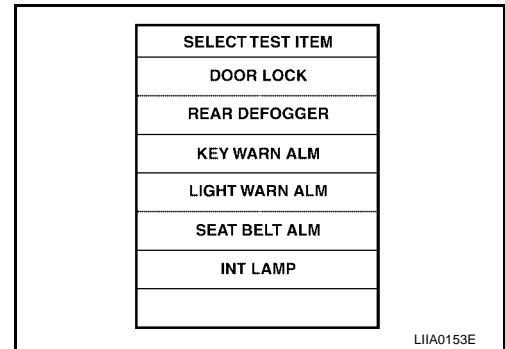 SELECT TEST ITEM
DOOR LOCK
REAR DEFOGGER
KEY WARN ALM
LIGHT WARN ALM
SEAT BELT ALM
INT LAMP
LIIA0153E